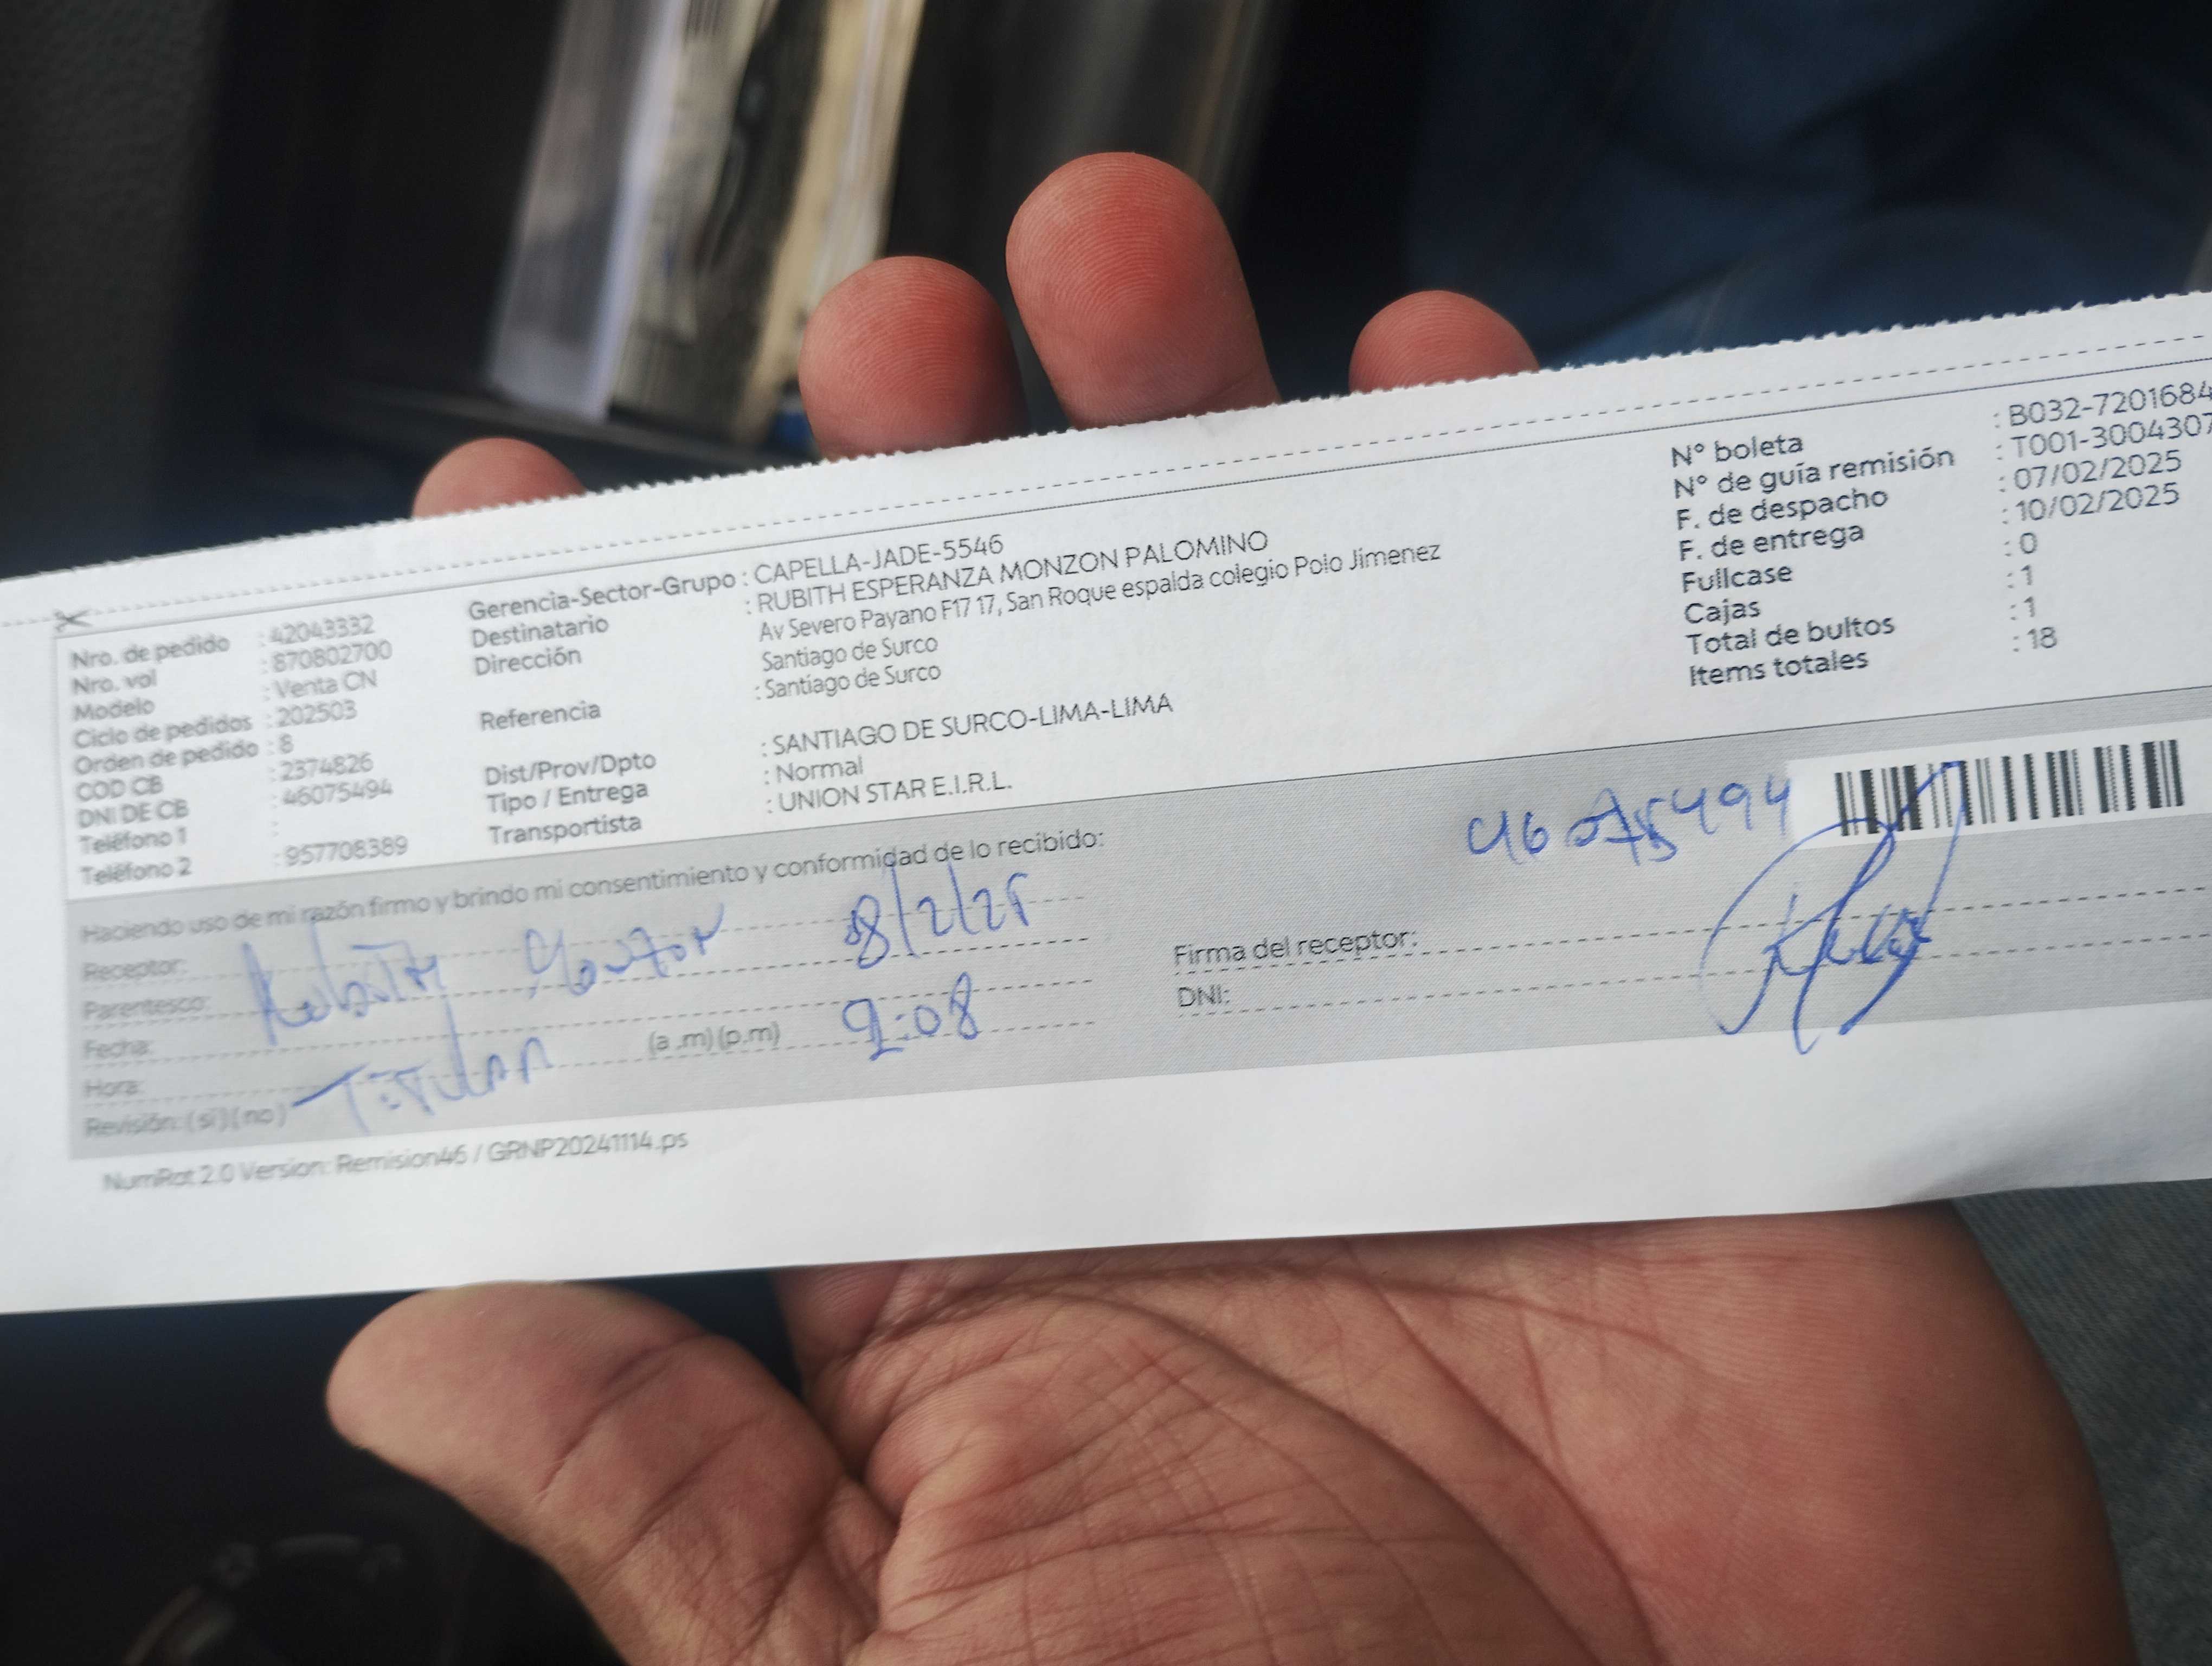 Nro. de pedido : 42043332
Nro. vol : 870802700
Modelo : Venta CN
Ciclo de pedidos : 202503
Orden de pedido : 8
COD CB : 2374826
DNI DE CB : 46075494
Teléfono 1 :
Teléfono 2 : 957708389
Gerencia-Sector-Grupo : CAPELLA-JADE-5546
Destinatario : RUBITH ESPERANZA MONZON PALOMINO
Dirección Av Severo Payano F17 17, San Roque espalda colegio Polo Jimenez
Santiago de Surco
Referencia : Santiago de Surco
Dist/Prov/Dpto : SANTIAGO DE SURCO-LIMA-LIMA
Tipo / Entrega : Normal
Transportista : UNION STAR E.I.R.L.
N° boleta : B032-7201684
N° de guía remisión : T001-3004307
F. de despacho : 07/02/2025
F. de entrega : 10/02/2025
Fullcase : 0
Cajas : 1
Total de bultos : 1
Items totales : 18
Haciendo uso de mi razón firmo y brindo mi consentimiento y conformidad de lo recibido:
Receptor: Rubith Monzon 8/2/25
Parentesco:
Fecha:
Hora: (a .m) (p.m) 2:08
Revisión: (si) (no) Titular
46075494
Firma del receptor:
DNI:
NumRot 2.0 Version: Remision46 / GRNP20241114.ps